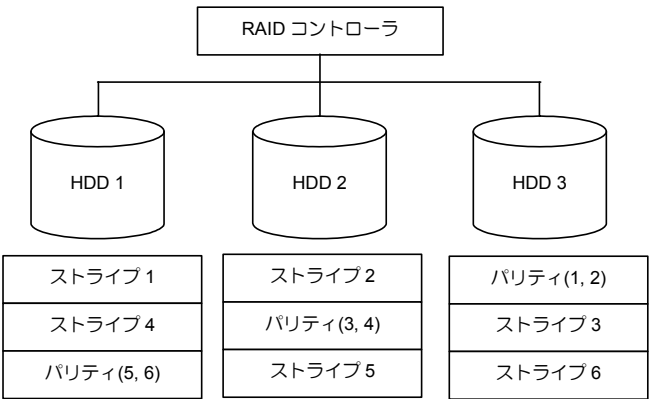 RAID コントローラ
HDD 1
HDD 2
HDD 3
ストライプ 1
ストライプ 2
パリティ(1, 2)
ストライプ 4
パリティ(3, 4)
ストライプ 3
パリティ(5, 6)
ストライプ 5
ストライプ 6